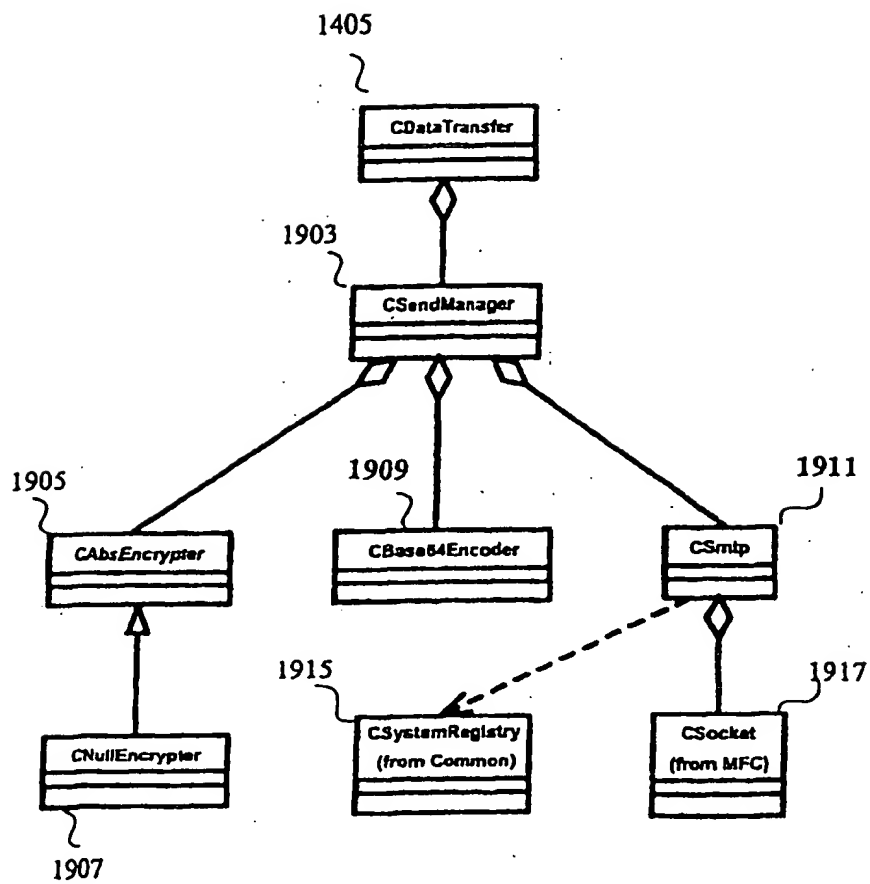 1405
CDataTransfer
1903
CSendManager
1905
1909
1911
CAbsEncrypter
CBase64Encoder
CSmtp
1915
1917
CNullEncrypter
CSystemRegistry
(from Common)
CSocket
(from MFC)
1907